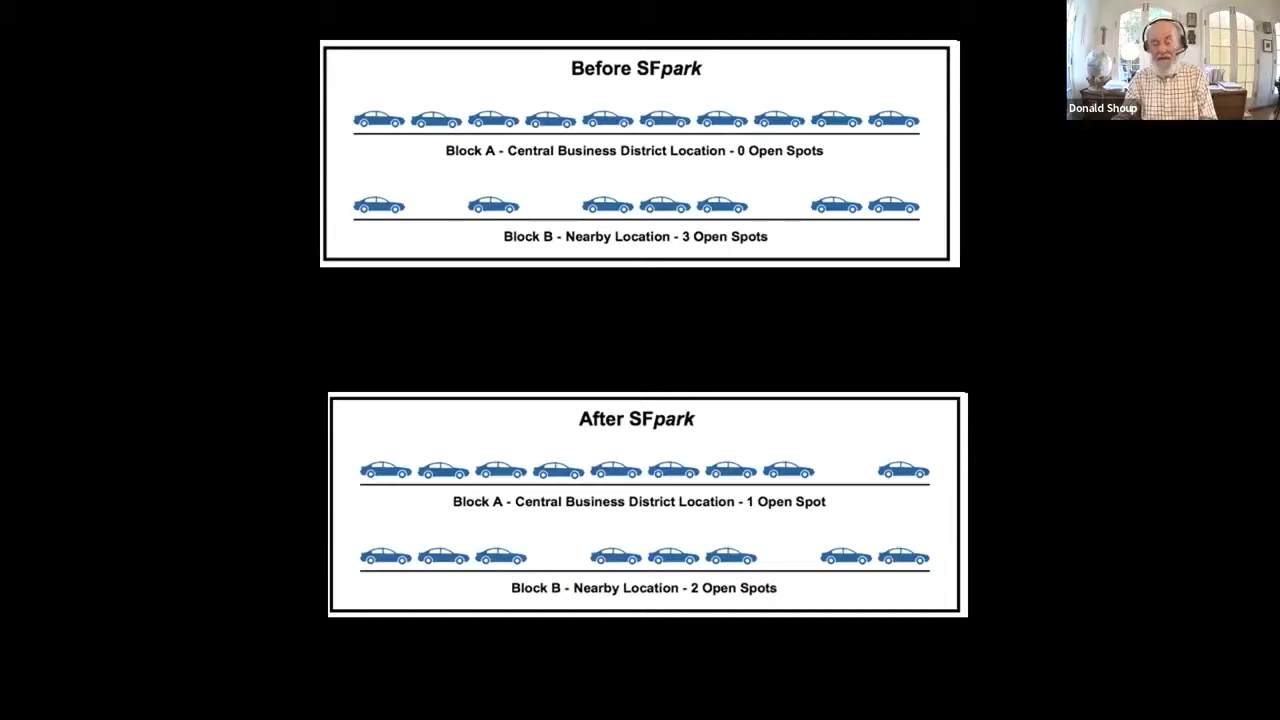 Before SFpark
Block A - Central Business District Location - 0 Open Spots
Block B - Nearby Location - 3 Open Spots
Donald Shoup
After SFpark
Block A - Central Business District Location - 1 Open Spot
Block B - Nearby Location - 2 Open Spots